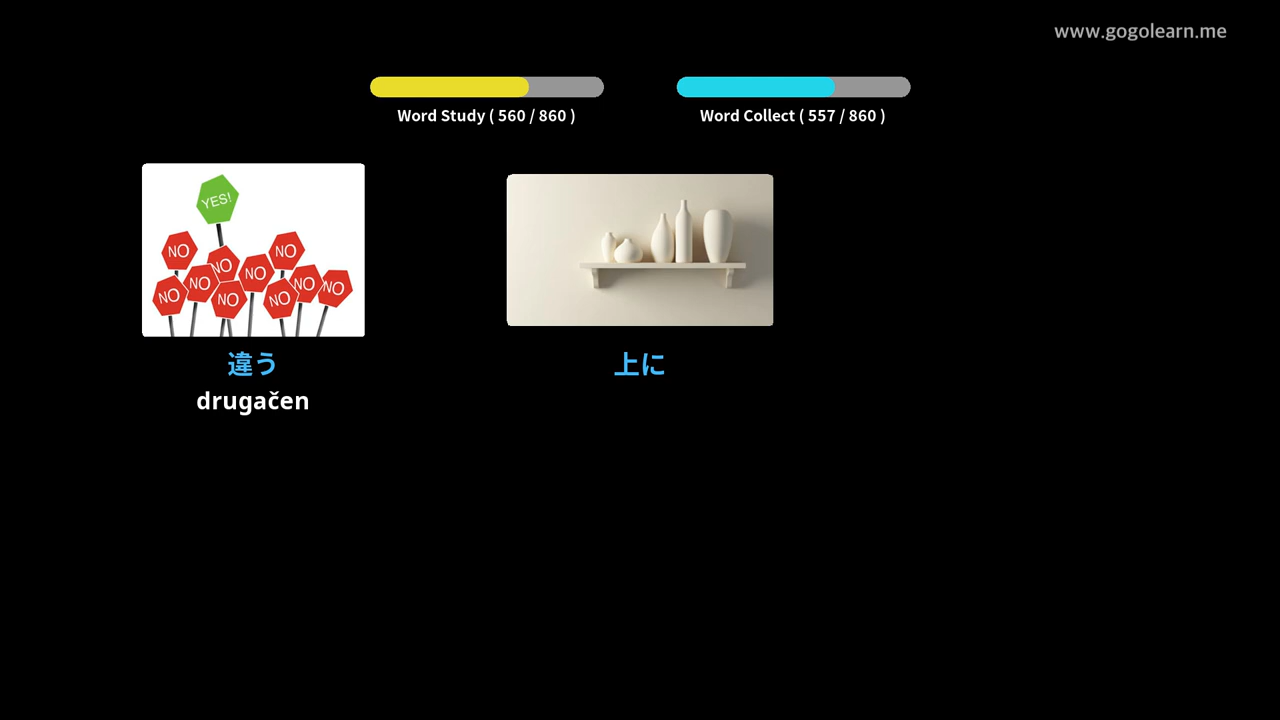 www.gogolearn.me
Word Study ( 560 / 860 )
Word Collect ( 557 / 860 )
YES!
NO
NO
NO
NO
NO
NO
NO
NO
NO
NO
違う
drugačen
上に